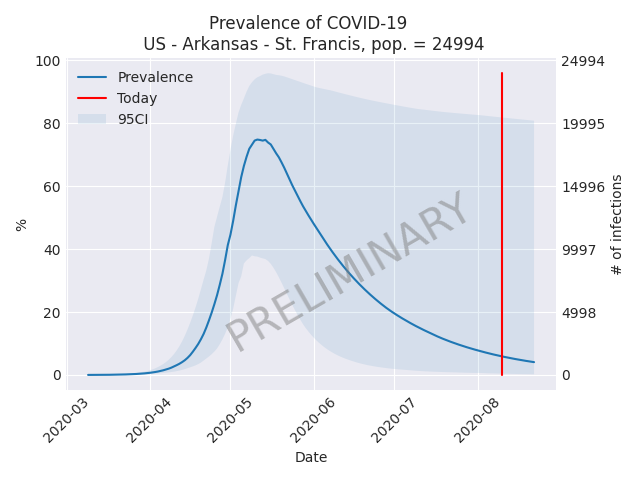 Prevalence of COVID-19
US - Arkansas - St. Francis, pop. = 24994
Prevalence
Today
95CI
100
80
60
40
20
0
%
24994
19995
14996
9997
4998
0
# of infections
PRELIMINARY
2020-03
2020-04
2020-05
2020-06
2020-07
2020-08
Date